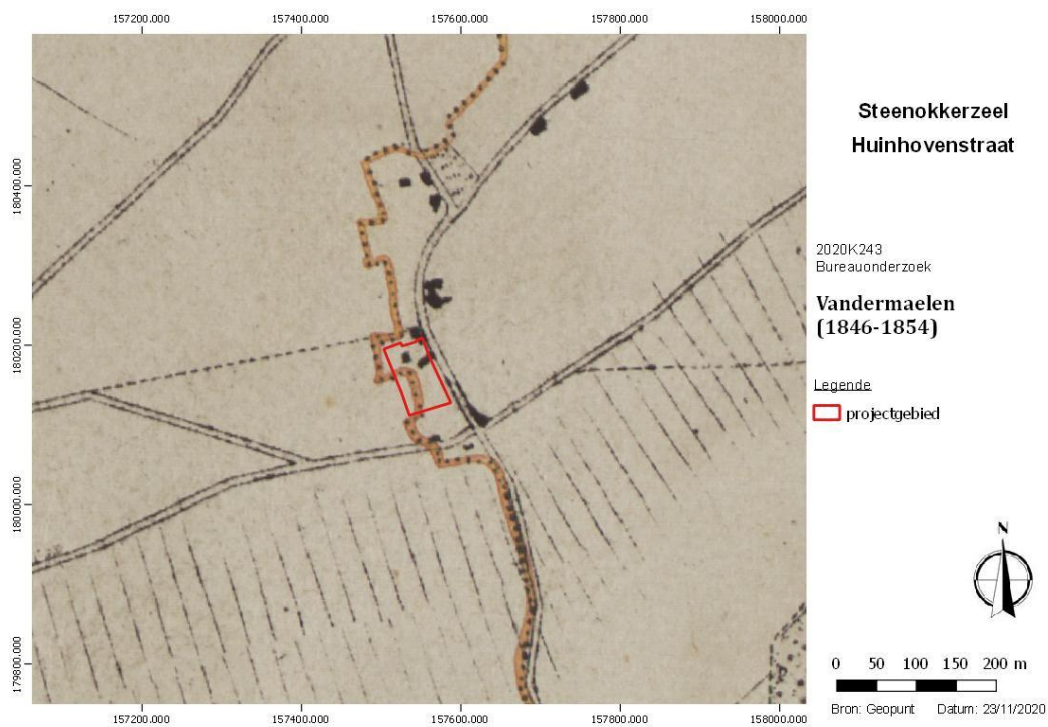 157200.000 157400.000 157600.000 157800.000 158000.000
180400.000
180200.000
180000.000
179800.000
157200.000 157400.000 157600.000 157800.000 158000.000
Steenokkerzeel
Huinhovenstraat
2020K243
Bureauonderzoek
Vandermaelen
(1846-1854)
Legende
projectgebied
N
0 50 100 150 200 m
Bron: Geopunt Datum: 23/11/2020